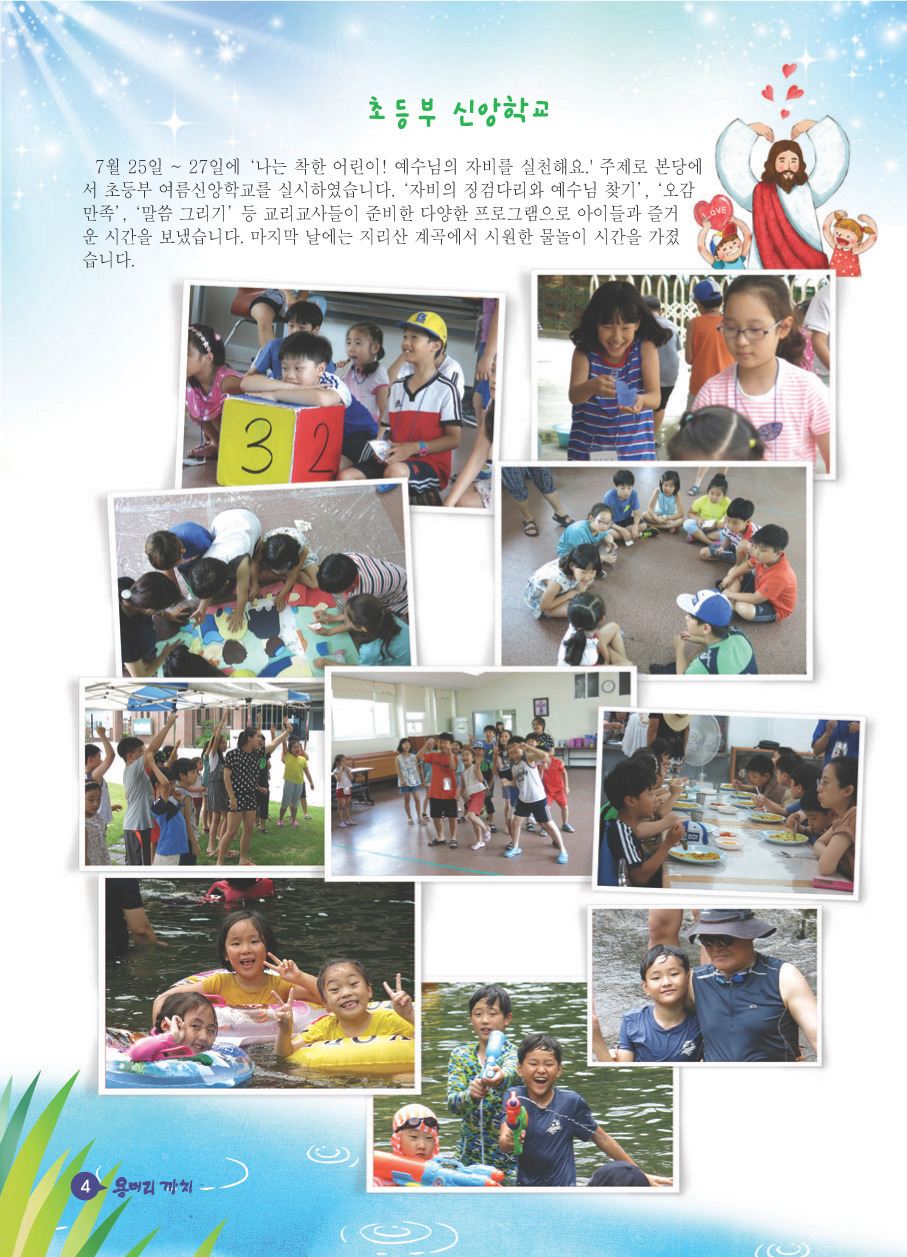 초등부 신앙학교
7월 25일 ~ 27일에 ‘나는 착한 어린이! 예수님의 자비를 실천해요.' 주제로 본당에
서 초등부 여름신앙학교를 실시하였습니다. ‘자비의 징검다리와 예수님 찾기’, ‘오감
만족’, ‘말씀 그리기’ 등 교리교사들이 준비한 다양한 프로그램으로 아이들과 즐거
운 시간을 보냈습니다. 마지막 날에는 지리산 계곡에서 시원한 물놀이 시간을 가졌
습니다.
LOVE
3 2
4 용머리 까치